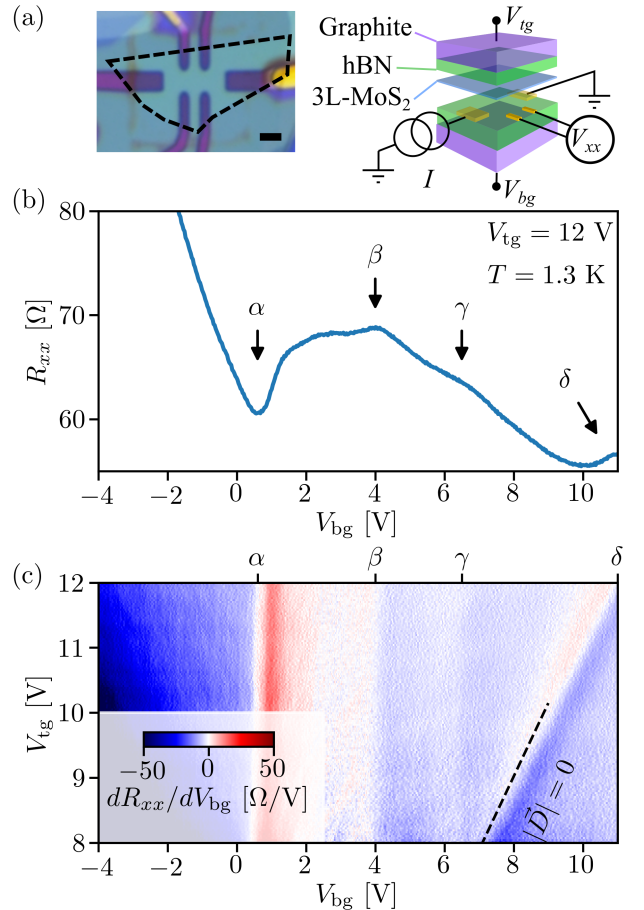 (a)
Graphite
hBN
3L-MoS₂
V_tg
V_xx
I
V_bg
(b)
R_xx [Ω]
80
70
60
V_tg = 12 V
T = 1.3 K
α
β
γ
δ
−4 −2 0 2 4 6 8 10
V_bg [V]
(c)
α β γ δ
V_tg [V]
12
11
10
9
8
−50 0 50
dR_xx/dV_bg [Ω/V]
|D⃗| = 0
−4 −2 0 2 4 6 8 10
V_bg [V]